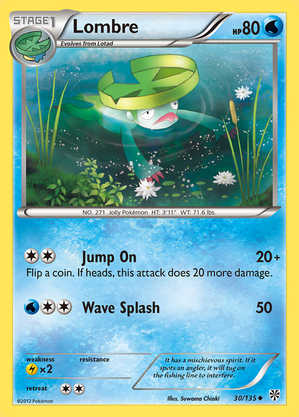 STAGE1
Lombre
HP80
Evolves from Lotad
NO. 271 Jolly Pokémon HT: 3'11" WT: 71.6 lbs.
Jump On 20+
Flip a coin. If heads, this attack does 20 more damage.
Wave Splash 50
weakness resistance
×2
It has a mischievous spirit. If it
spots an angler, it will tug on
the fishing line to interfere.
retreat
©2012 Pokémon
Illus. Suwama Chiaki
30/135